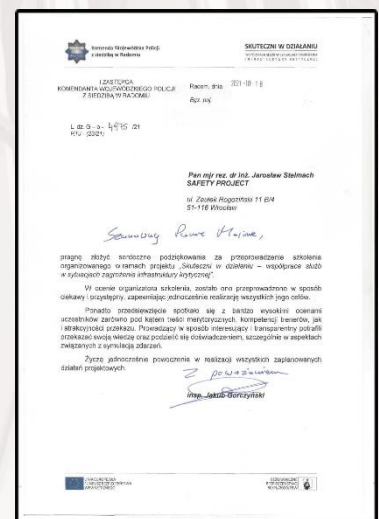 Komenda Wojewódzka Policji
z siedzibą w Radomiu
SKUTECZNI W DZIAŁANIU
I ZASTĘPCA
KOMENDANTA WOJEWÓDZKIEGO POLICJI
Z SIEDZIBĄ W RADOMIU
Radom, dnia 2021-10-18
Egz. poj.
L. dz. G - a - 4975 /21
Pan mjr rez. dr inż. Jarosław Stelmach
SAFETY PROJECT
ul. Zaułek Rogoziński 11 B/4
51-116 Wrocław
Szanowny Panie Majorze,
pragnę złożyć serdeczne podziękowania za przeprowadzenie szkolenia
organizowanego w ramach projektu „Skuteczni w działaniu – współpraca służb
w sytuacjach zagrożenia infrastruktury krytycznej”.
W ocenie organizatora szkolenia, zostało ono przeprowadzone w sposób
ciekawy i przystępny, zapewniając jednocześnie realizację wszystkich jego celów.
Ponadto przedsięwzięcie spotkało się z bardzo wysokimi ocenami
uczestników zarówno pod kątem treści merytorycznych, kompetencji trenerów, jak
i atrakcyjności przekazu. Prowadzący w sposób interesujący i transparentny potrafili
przekazać swoją wiedzę oraz podzielić się doświadczeniem, szczególnie w aspektach
związanych z symulacją zdarzeń.
Życzę jednocześnie powodzenia w realizacji wszystkich zaplanowanych
działań projektowych.
Z poważaniem
insp. Jakub Gorczyński